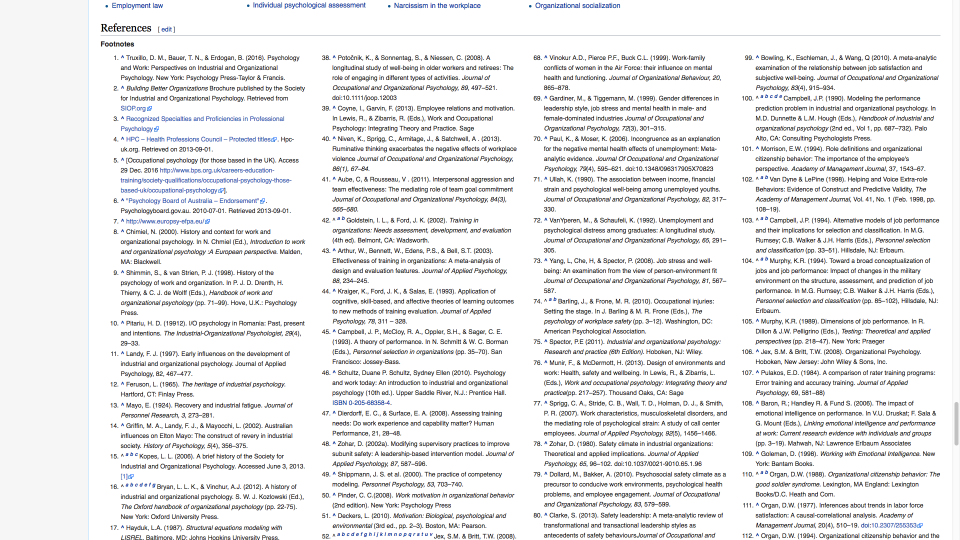 • Employment law
• Individual psychological assessment
• Narcissism in the workplace
• Organizational socialization
References [ edit ]
Footnotes
1. ^ Truxillo, D. M., Bauer, T. N., & Erdogan, B. (2016). Psychology
and Work: Perspectives on Industrial and Organizational
Psychology. New York: Psychology Press-Taylor & Francis.
2. ^ Building Better Organizations Brochure published by the Society
for Industrial and Organizational Psychology. Retrieved from
SIOP.org
3. ^ Recognized Specialties and Proficiencies in Professional
Psychology
4. ^ HPC – Health Professions Council – Protected titles. Hpc-
uk.org. Retrieved on 2013-09-01.
5. ^ [Occupational psychology (for those based in the UK). Access
29 Dec. 2016 http://www.bps.org.uk/careers-education-
training/society-qualifications/occupational-psychology-those-
based-uk/occupational-psychology].
6. ^ "Psychology Board of Australia – Endorsement"
Psychologyboard.gov.au. 2010-07-01. Retrieved 2013-09-01.
7. ^ http://www.europsy-efpa.eu/
8. ^ Chimiel, N. (2000). History and context for work and
organizational psychology. In N. Chmiel (Ed.), Introduction to work
and organizational psychology :A European perspective. Malden,
MA: Blackwell.
9. ^ Shimmin, S., & van Strien, P. J. (1998). History of the
psychology of work and organization. In P. J. D. Drenth, H.
Thierry, & C. J. de Wolff (Eds.), Handbook of work and
organizational psychology (pp. 71–99). Hove, U.K.: Psychology
Press.
10. ^ Pitariu, H. D. (19912). I/O psychology in Romania: Past, present
and intentions. The Industrial-Organizational Psychologist, 29(4),
29–33.
11. ^ Landy, F. J. (1997). Early influences on the development of
industrial and organizational psychology. Journal of Applied
Psychology, 82, 467–477.
12. ^ Feruson, L. (1965). The heritage of industrial psychology.
Hartford, CT: Finlay Press.
13. ^ Mayo, E. (1924). Recovery and industrial fatigue. Journal of
Personnel Research, 3, 273–281.
14. ^ Griffin, M. A., Landy, F. J., & Mayocchi, L. (2002). Australian
influences on Elton Mayo: The construct of revery in industrial
society. History of Psychology, 5(4), 356–375.
15. ^ a b c Kopes, L. L. (2006). A brief history of the Society for
Industrial and Organizational Psychology. Accessed June 3, 2013.
[1]
16. ^ a b c d e f g Bryan, L. L. K., & Vinchur, A.J. (2012). A history of
industrial and organizational psychology. S. W. J. Kozlowski (Ed.),
The Oxford handbook of organizational psychology (pp. 22-75).
New York: Oxford University Press.
17. ^ Hayduk, L.A. (1987). Structural equations modeling with
LISREL. Baltimore, MD: Johns Hopkins University Press.
38. ^ Potočnik, K., & Sonnentag, S., & Niessen, C. (2008). A
longitudinal study of well-being in older workers and retirees: The
role of engaging in different types of activities. Journal of
Occupational and Organizational Psychology, 86, 497–521.
doi:10.1111/joop.12003
39. ^ Coyne, I., Garvin, F. (2013). Employee relations and motivation.
In Lewis, R., & Zibarris, R. (Eds.), Work and Occupational
Psychology: Integrating Theory and Practice. Sage
40. ^ Niven, K., Sprigg, C., Armitage, J., & Satchwell, A. (2013).
Ruminative thinking exacerbates the negative effects of workplace
violence Journal of Occupational and Organizational Psychology,
86(1), 67–84.
41. ^ Aube, C., & Rousseau, V . (2011). Interpersonal aggression and
team effectiveness: The mediating role of team goal commitment
Journal of Occupational and Organizational Psychology, 84(3),
565–580.
42. ^ a b Goldstein, I. L., & Ford, J. K. (2002). Training in
organizations: Needs assessment, development, and evaluation
(4th ed). Belmont, CA: Wadsworth.
43. ^ Arthur, W., Bennett, W., Edens, P.S., & Bell, S.T. (2003).
Effectiveness of training in organizations: A meta-analysis of
design and evaluation features. Journal of Applied Psychology,
88, 234–245.
44. ^ Kraiger, K., Ford, J. K., & Salas, E. (1993). Application of
cognitive, skill-based, and affective theories of learning outcomes
to new methods of training evaluation. Journal of Applied
Psychology, 78, 311 – 328.
45. ^ Campbell, J. P., McCloy, R. A., Oppler, S.H., & Sager, C. E.
(1993). A theory of performance. In N. Schmitt & W. C. Borman
(Eds.), Personnel selection in organizations (pp. 35–70). San
Francisco: Jossey-Bass.
46. ^ Schultz, Duane P. Schultz, Sydney Ellen (2010). Psychology
and work today: An introduction to industrial and organizational
psychology (10th ed.). Upper Saddle River, N.J.: Prentice Hall.
ISBN 0-205-68358-4.
47. ^ Dierdorff, E. C., & Surface, E. A. (2008). Assessing training
needs: Do work experience and capability matter? Human
Performance, 21, 28–48.
48. ^ Zohar, D. (2002a). Modifying supervisory practices to improve
subunit safety: A leadership-based intervention model. Journal of
Applied Psychology, 87, 587–596.
49. ^ Shippmann, J. S. et al. (2000). The practice of competency
modeling. Personnel Psychology, 53, 703–740.
50. ^ Pinder, C. C.(2008). Work motivation in organizational behavior
(2nd edition). New York: Psychology Press
51. ^ Deckers, L. (2010). Motivation: Biological, psychological and
environmental (3rd ed., pp. 2–3). Boston, MA: Pearson.
52. ^ a b c d e f g h i j k l m n o p q r s t u v Jex, S.M. & Britt, T.W. (2008).
68. ^ Vinokur A.D., Pierce P.F., Buck C.L. (1999). Work-family
conflicts of women in the Air Force: their influence on mental
health and functioning. Journal of Organizational Behaviour, 20,
865–878.
69. ^ Gardiner, M., & Tiggemann, M. (1999). Gender differences in
leadership style, job stress and mental health in male- and
female-dominated industries Journal of Occupational and
Organizational Psychology, 72(3), 301–315.
70. ^ Paul, K., & Moser, K. (2006). Incongruence as an explanation
for the negative mental health effects of unemployment: Meta-
analytic evidence. Journal Of Occupational and Organizational
Psychology, 79(4), 595–621. doi:10.1348/096317905X70823
71. ^ Ullah, K. (1990). The association between income, financial
strain and psychological well-being among unemployed youths.
Journal of Occupational and Organizational Psychology, 82, 317–
330.
72. ^ VanYperen, M., & Schaufeli, K. (1992). Unemployment and
psychological distress among graduates: A longitudinal study.
Journal of Occupational and Organizational Psychology, 65, 291–
305.
73. ^ Yang, L, Che, H, & Spector, P. (2008). Job stress and well-
being: An examination from the view of person-environment fit
Journal of Occupational and Organizational Psychology, 81, 567–
587.
74. ^ a b Barling, J., & Frone, M. R. (2010). Occupational injuries:
Setting the stage. In J. Barling & M. R. Frone (Eds.), The
psychology of workplace safety (pp. 3–12). Washington, DC:
American Psychological Association.
75. ^ Spector, P.E (2011). Industrial and organizational psychology:
Research and practice (6th Edition). Hoboken, NJ: Wiley.
76. ^ Munir, F., & McDermott, H. (2013). Design of environments and
work: Health, safety and wellbeing. In Lewis, R., & Zibarras, L.
(Eds.), Work and occupational psychology: Integrating theory and
practice(pp. 217–257). Thousand Oaks, CA: Sage
77. ^ Sprigg, C. A., Stride, C. B., Wall, T. D., Holman, D. J., & Smith,
P. R. (2007). Work characteristics, musculoskeletal disorders, and
the mediating role of psychological strain: A study of call center
employees. Journal of Applied Psychology, 92(5), 1456–1466.
78. ^ Zohar, D. (1980). Safety climate in industrial organizations:
Theoretical and applied implications. Journal of Applied
Psychology, 65, 96–102. doi:10.1037/0021-9010.65.1.96
79. ^ Dollard, M., Bakker, A. (2010). Psychosocial safety climate as a
precursor to conducive work environments, psychological health
problems, and employee engagement. Journal of Occupational
and Organizational Psychology, 83, 579–599.
80. ^ Clarke, S. (2013). Safety leadership: A meta-analytic review of
transformational and transactional leadership styles as
antecedents of safety behavioursJournal of Occupational and
99. ^ Bowling, K., Eschleman, J., & Wang, Q (2010). A meta-analytic
examination of the relationship between job satisfaction and
subjective well-being. Journal of Occupational and Organizational
Psychology, 83(4), 915–934.
100. ^ a b c d e Campbell, J.P. (1990). Modeling the performance
prediction problem in industrial and organizational psychology. In
M.D. Dunnette & L.M. Hough (Eds.), Handbook of industrial and
organizational psychology (2nd ed., Vol 1, pp. 687–732). Palo
Alto, CA: Consulting Psychologists Press.
101. ^ Morrison, E.W. (1994). Role definitions and organizational
citizenship behavior: The importance of the employee's
perspective. Academy of Management Journal, 37, 1543–67.
102. ^ a b Van Dyne & LePine (1998). Helping and Voice Extra-role
Behaviors: Evidence of Construct and Predictive Validity, The
Academy of Management Journal, Vol. 41, No. 1 (Feb. 1998, pp.
108–19).
103. ^ a b Campbell, J.P. (1994). Alternative models of job performance
and their implications for selection and classification. In M.G.
Rumsey; C.B. Walker & J.H. Harris (Eds.), Personnel selection
and classification (pp. 33–51). Hillsdale, NJ: Erlbaum.
104. ^ a b Murphy, K.R. (1994). Toward a broad conceptualization of
jobs and job performance: Impact of changes in the military
environment on the structure, assessment, and prediction of job
performance. In M.G. Rumsey; C.B. Walker & J.H. Harris (Eds.),
Personnel selection and classification (pp. 85–102), Hillsdale, NJ:
Erlbaum.
105. ^ Murphy, K.R. (1989). Dimensions of job performance. In R.
Dillon & J.W. Pelligrino (Eds.), Testing: Theoretical and applied
perspectives (pp. 218–47). New York: Praeger
106. ^ Jex, S.M. & Britt, T.W. (2008). Organizational Psychology.
Hoboken, New Jersey: John Wiley & Sons, Inc.
107. ^ Pulakos, E.D. (1984). A comparison of rater training programs:
Error training and accuracy training. Journal of Applied
Psychology, 69, 581–88)
108. ^ Baron, R.; Handley R. & Fund S. (2006). The impact of
emotional intelligence on performance. In V.U. Druskat; F. Sala &
G. Mount (Eds.), Linking emotional intelligence and performance
at work: Current research evidence with individuals and groups
(pp. 3–19). Mahwah, NJ: Lawrence Erlbaum Associates
109. ^ Goleman, D. (1998). Working with Emotional Intelligence. New
York: Bantam Books.
110. ^ a b Organ, D.W. (1988). Organizational citizenship behavior: The
good soldier syndrome. Lexington, MA England: Lexington
Books/D.C. Heath and Com.
111. ^ Organ, D.W. (1977). Inferences about trends in labor force
satisfaction: A causal-correlational analysis. Academy of
Management Journal, 20(4), 510–19. doi:10.2307/255353
112. ^ Organ, D.W. (1994). Organizational citizenship behavior and the